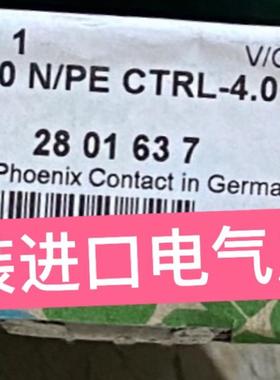 1
V/C
0 N/PE CTRL-4.0
28 01 63 7
Phoenix Contact in Germa
装进口电气